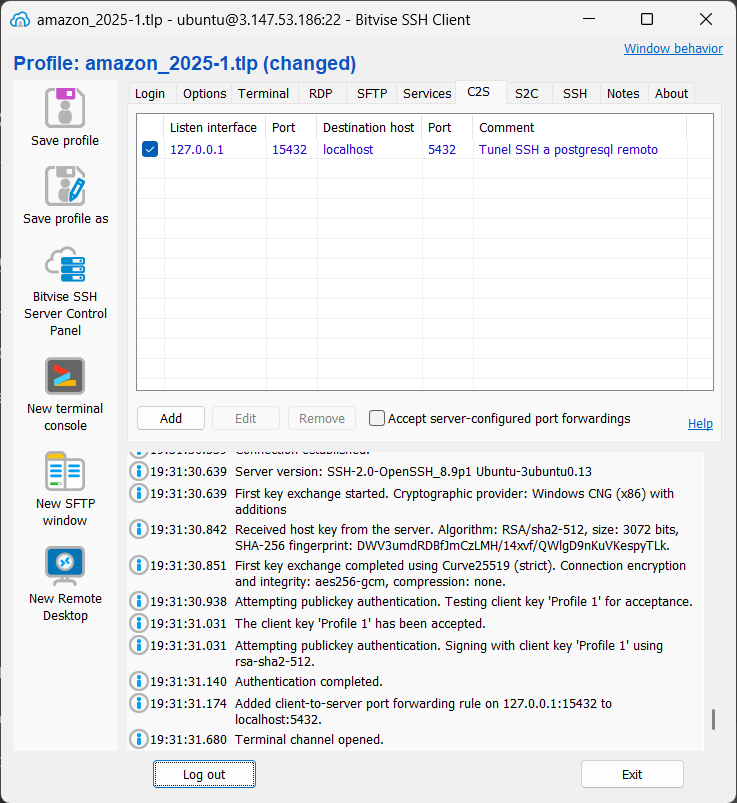 amazon_2025-1.tlp - ubuntu@3.147.53.186:22 - Bitvise SSH Client
Window behavior
Profile: amazon_2025-1.tlp (changed)
Save profile
Save profile as
Bitvise SSH
Server Control
Panel
New terminal
console
New SFTP
window
New Remote
Desktop
Login Options Terminal RDP SFTP Services C2S S2C SSH Notes About
Listen interface Port Destination host Port Comment
127.0.0.1 15432 localhost 5432 Tunel SSH a postgresql remoto
Add Edit Remove Accept server-configured port forwardings
Help
19:31:30.539 Connection established.
19:31:30.639 Server version: SSH-2.0-OpenSSH_8.9p1 Ubuntu-3ubuntu0.13
19:31:30.639 First key exchange started. Cryptographic provider: Windows CNG (x86) with
additions
19:31:30.842 Received host key from the server. Algorithm: RSA/sha2-512, size: 3072 bits,
SHA-256 fingerprint: DWV3umdRDBfJmCzLMH/14xvf/QWlgD9nKuVKespyTLk.
19:31:30.851 First key exchange completed using Curve25519 (strict). Connection encryption
and integrity: aes256-gcm, compression: none.
19:31:30.938 Attempting publickey authentication. Testing client key 'Profile 1' for acceptance.
19:31:31.031 The client key 'Profile 1' has been accepted.
19:31:31.031 Attempting publickey authentication. Signing with client key 'Profile 1' using
rsa-sha2-512.
19:31:31.140 Authentication completed.
19:31:31.174 Added client-to-server port forwarding rule on 127.0.0.1:15432 to
localhost:5432.
19:31:31.680 Terminal channel opened.
Log out Exit